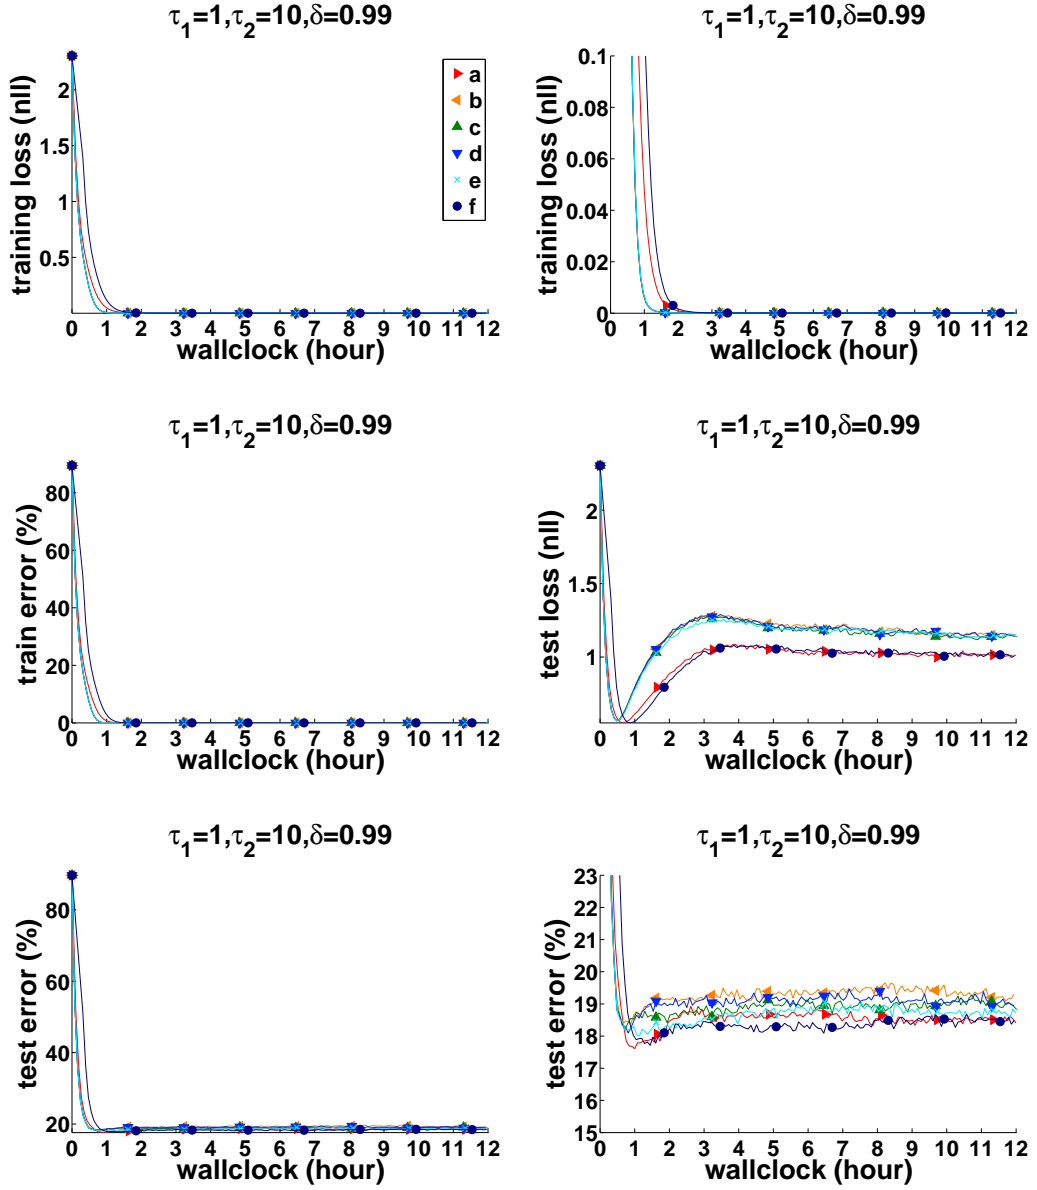 τ1=1,τ2=10,δ=0.99
training loss (nll)
2
1.5
1
0.5
0 1 2 3 4 5 6 7 8 9 10 11 12
wallclock (hour)
a
b
c
d
e
f
τ1=1,τ2=10,δ=0.99
training loss (nll)
0.1
0.08
0.06
0.04
0.02
0
0 1 2 3 4 5 6 7 8 9 10 11 12
wallclock (hour)
τ1=1,τ2=10,δ=0.99
train error (%)
80
60
40
20
0
0 1 2 3 4 5 6 7 8 9 10 11 12
wallclock (hour)
τ1=1,τ2=10,δ=0.99
test loss (nll)
2
1.5
1
0 1 2 3 4 5 6 7 8 9 10 11 12
wallclock (hour)
τ1=1,τ2=10,δ=0.99
test error (%)
80
60
40
20
0 1 2 3 4 5 6 7 8 9 10 11 12
wallclock (hour)
τ1=1,τ2=10,δ=0.99
test error (%)
23
22
21
20
19
18
17
16
15
0 1 2 3 4 5 6 7 8 9 10 11 12
wallclock (hour)